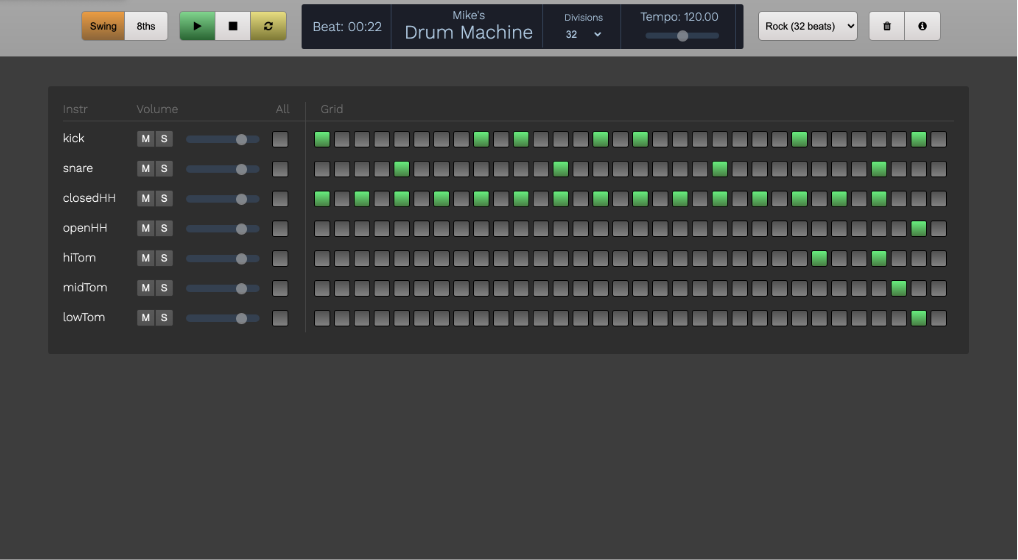 Swing 8ths
Beat: 00:22
Mike's
Drum Machine
Divisions
32
Tempo: 120.00
Rock (32 beats)
Instr Volume All Grid
kick M S
snare M S
closedHH M S
openHH M S
hiTom M S
midTom M S
lowTom M S